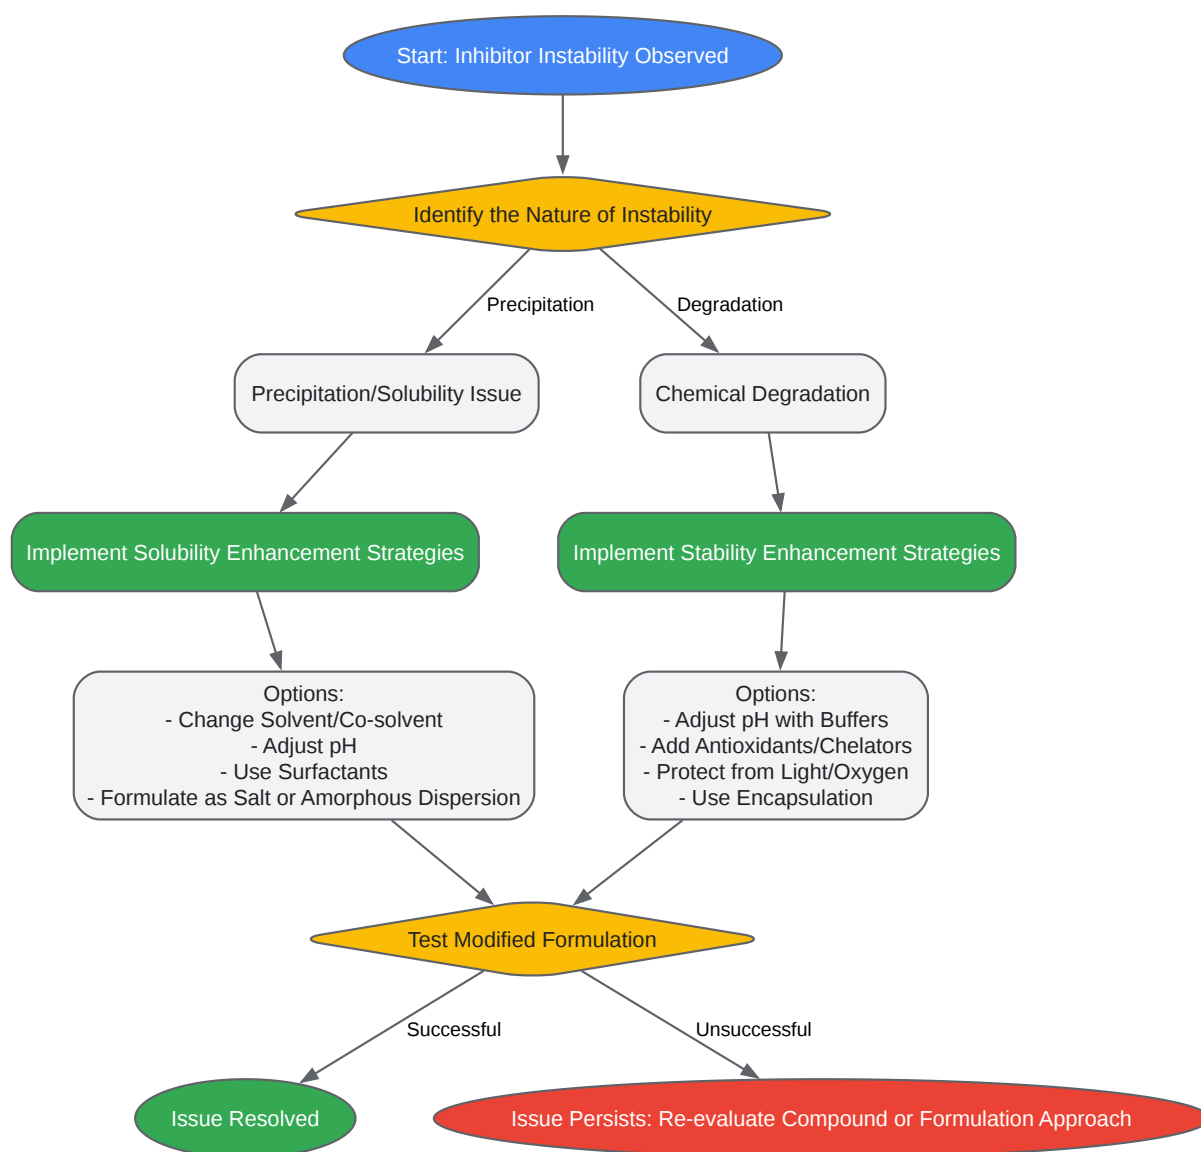 Start: Inhibitor Instability Observed
Identify the Nature of Instability
Precipitation
Degradation
Precipitation/Solubility Issue
Chemical Degradation
Implement Solubility Enhancement Strategies
Implement Stability Enhancement Strategies
Options:
- Change Solvent/Co-solvent
- Adjust pH
- Use Surfactants
- Formulate as Salt or Amorphous Dispersion
Options:
- Adjust pH with Buffers
- Add Antioxidants/Chelators
- Protect from Light/Oxygen
- Use Encapsulation
Test Modified Formulation
Successful
Unsuccessful
Issue Resolved
Issue Persists: Re-evaluate Compound or Formulation Approach